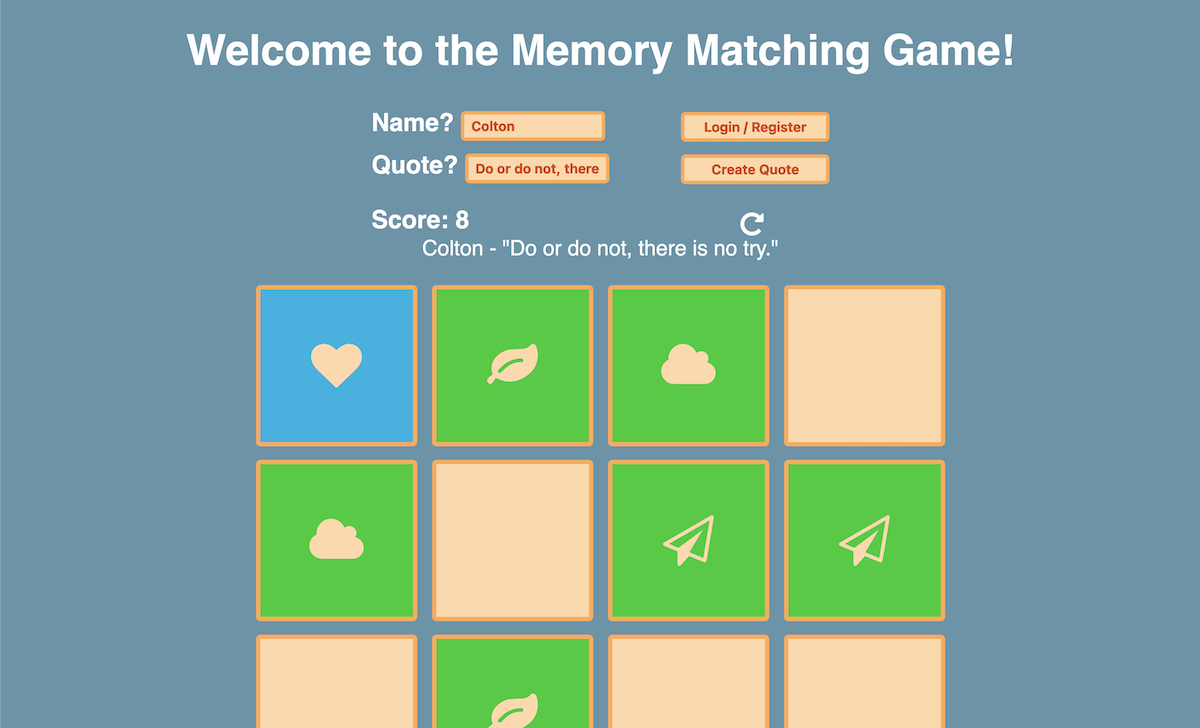 Welcome to the Memory Matching Game!
Name? Colton Login / Register
Quote? Do or do not, there Create Quote
Score: 8
Colton - "Do or do not, there is no try."